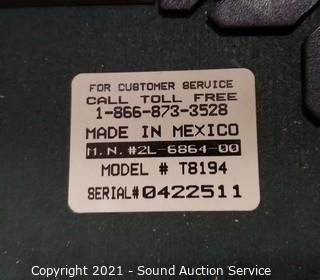 FOR CUSTOMER SERVICE
CALL TOLL FREE
1-866-873-3528
MADE IN MEXICO
M.N.#2L-6864-00
MODEL # T8194
SERIAL#0422511
Copyright 2021 - Sound Auction Service